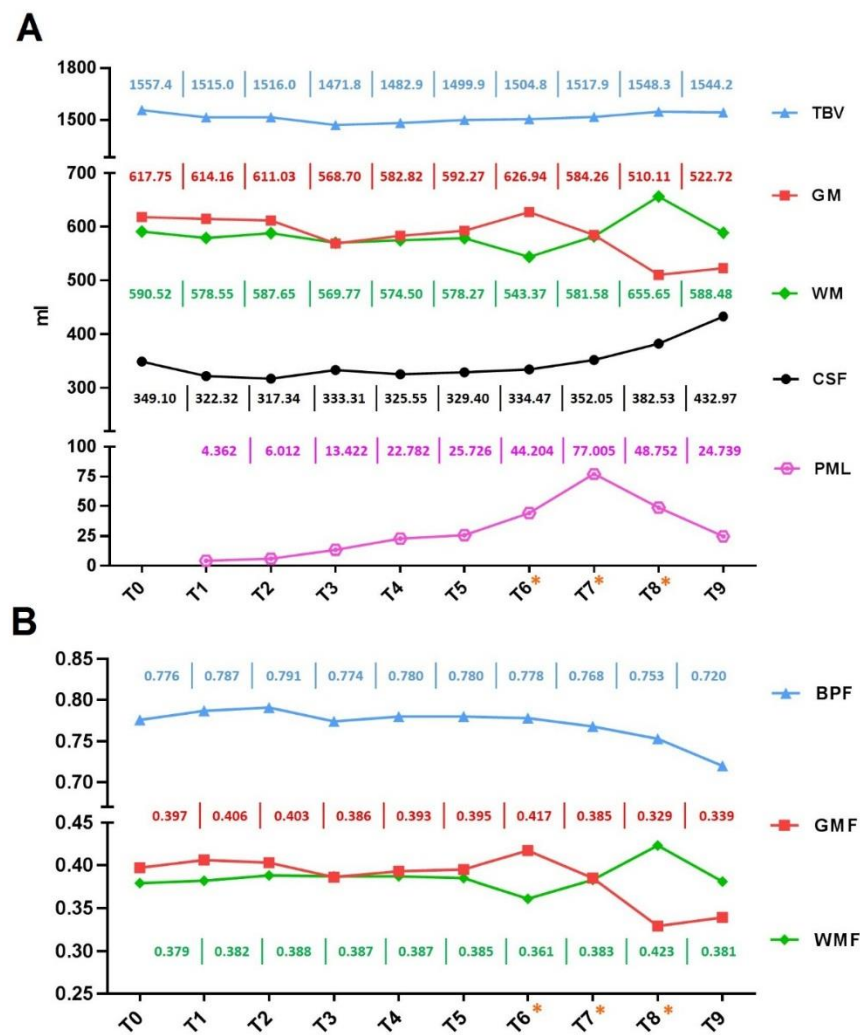 A
1800
1557.4 | 1515.0 | 1516.0 | 1471.8 | 1482.9 | 1499.9 | 1504.8 | 1517.9 | 1548.3 | 1544.2
1500
TBV
700
617.75 | 614.16 | 611.03 | 568.70 | 582.82 | 592.27 | 626.94 | 584.26 | 510.11 | 522.72
GM
600
500
590.52 | 578.55 | 587.65 | 569.77 | 574.50 | 578.27 | 543.37 | 581.58 | 655.65 | 588.48
WM
ml
400
CSF
300
349.10 | 322.32 | 317.34 | 333.31 | 325.55 | 329.40 | 334.47 | 352.05 | 382.53 | 432.97
100
4.362 | 6.012 | 13.422 | 22.782 | 25.726 | 44.204 | 77.005 | 48.752 | 24.739
PML
75
50
25
0
T0 T1 T2 T3 T4 T5 T6* T7* T8* T9
B
0.85
0.776 | 0.787 | 0.791 | 0.774 | 0.780 | 0.780 | 0.778 | 0.768 | 0.753 | 0.720
BPF
0.80
0.75
0.70
0.397 | 0.406 | 0.403 | 0.386 | 0.393 | 0.395 | 0.417 | 0.385 | 0.329 | 0.339
GMF
0.45
0.40
0.35
0.30
0.379 | 0.382 | 0.388 | 0.387 | 0.387 | 0.385 | 0.361 | 0.383 | 0.423 | 0.381
WMF
0.25
T0 T1 T2 T3 T4 T5 T6* T7* T8* T9